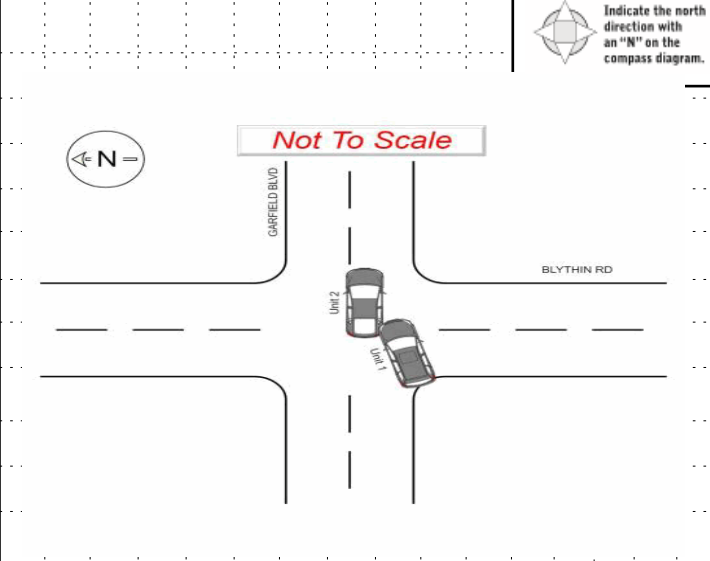 Indicate the north
direction with
an "N" on the
compass diagram.
Not To Scale
N
GARFIELD BLVD
BLYTHIN RD
Unit 2
Unit 1